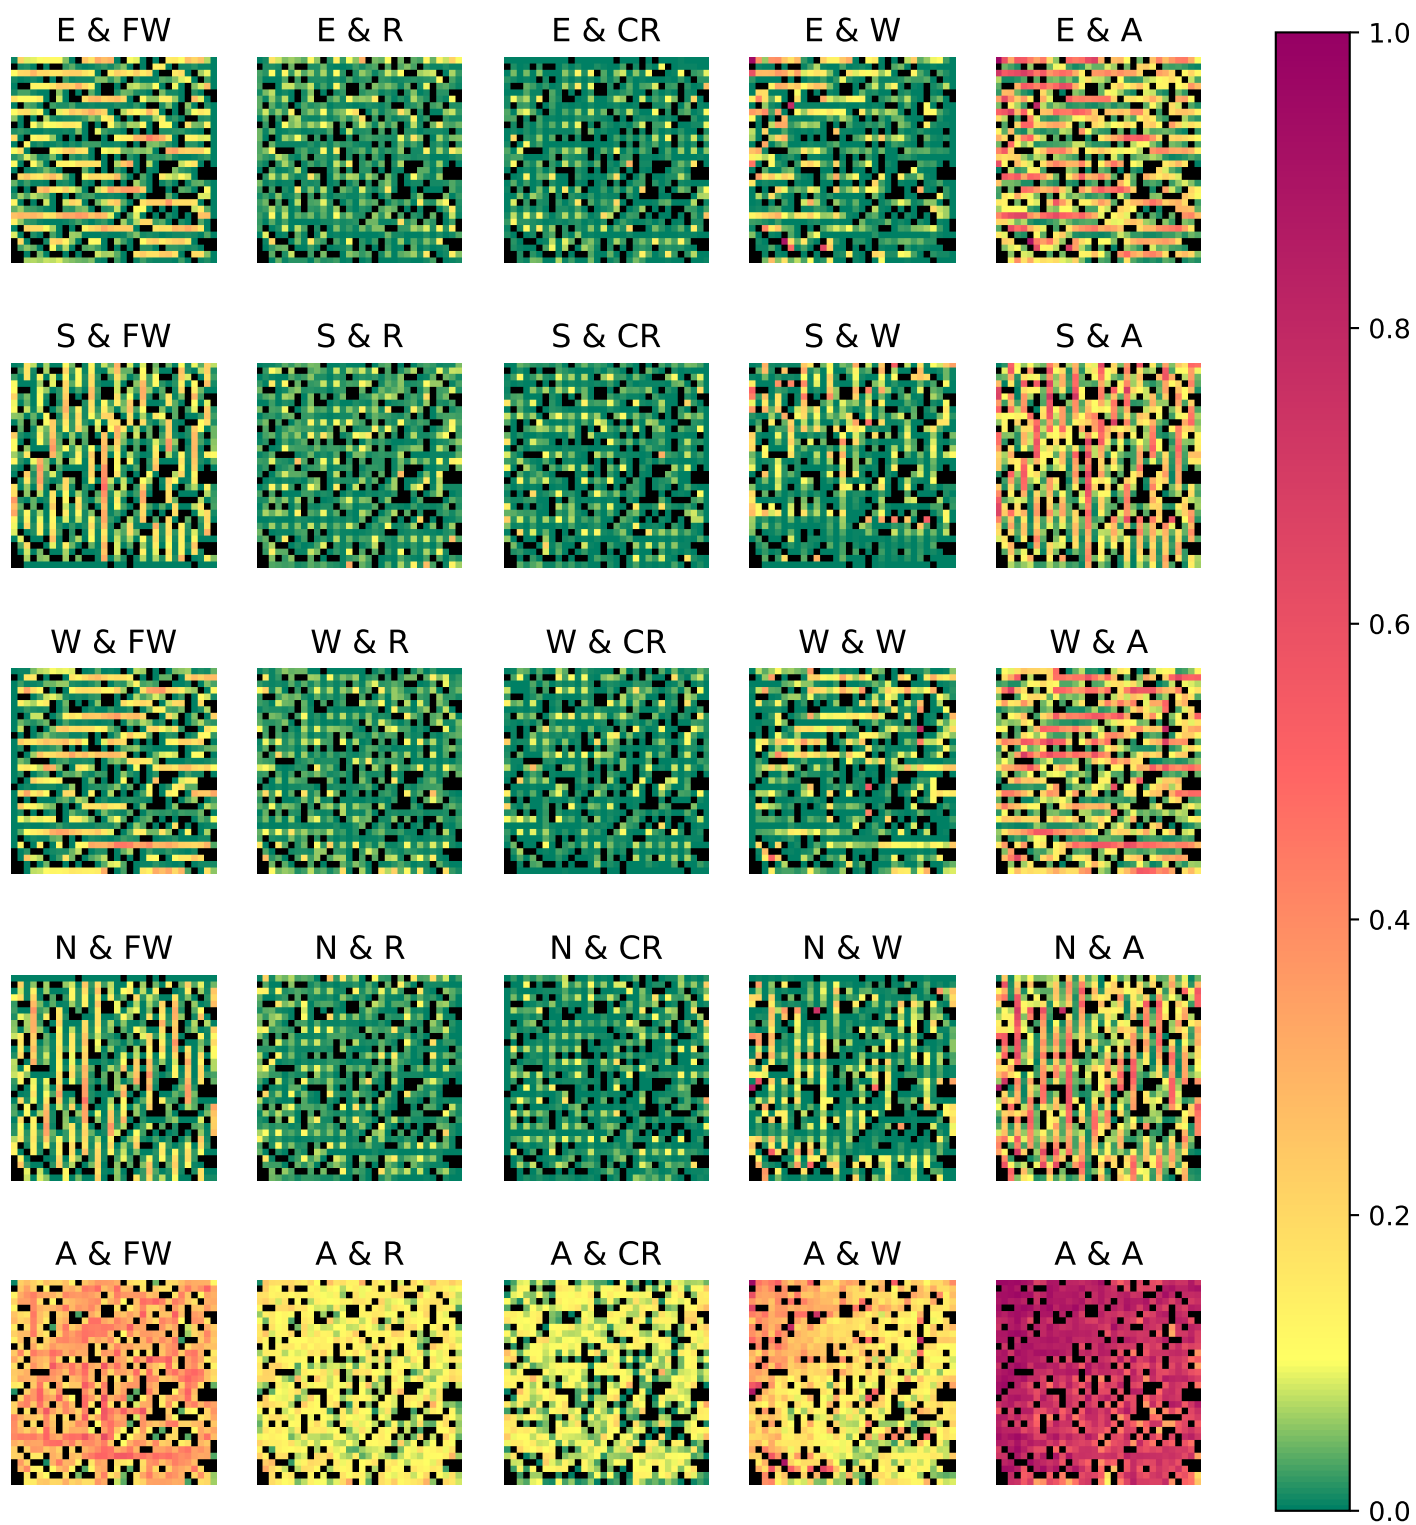 E & FW E & R E & CR E & W E & A
1.0
S & FW S & R S & CR S & W S & A
0.8
W & FW W & R W & CR W & W W & A
0.6
0.4
N & FW N & R N & CR N & W N & A
0.2
A & FW A & R A & CR A & W A & A
0.0